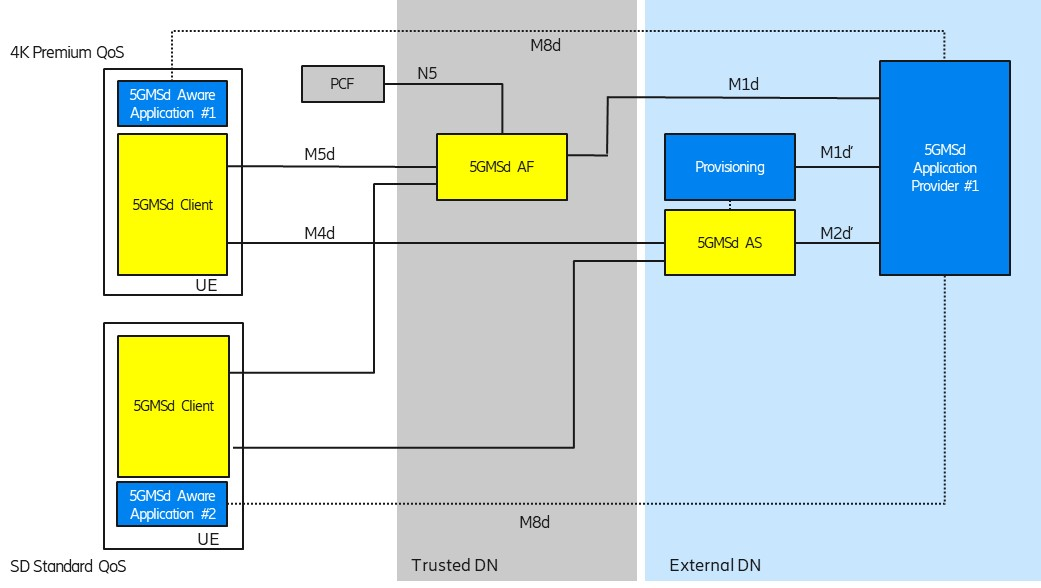 M8d
4K Premium QoS
5GMSd Aware
Application #1
PCF
N5
M1d
M5d
5GMSd AF
Provisioning
M1d’
5GMSd
Application
Provider #1
5GMSd Client
M4d
5GMSd AS
M2d’
UE
5GMSd Client
5GMSd Aware
Application #2
M8d
UE
SD Standard QoS
Trusted DN
External DN